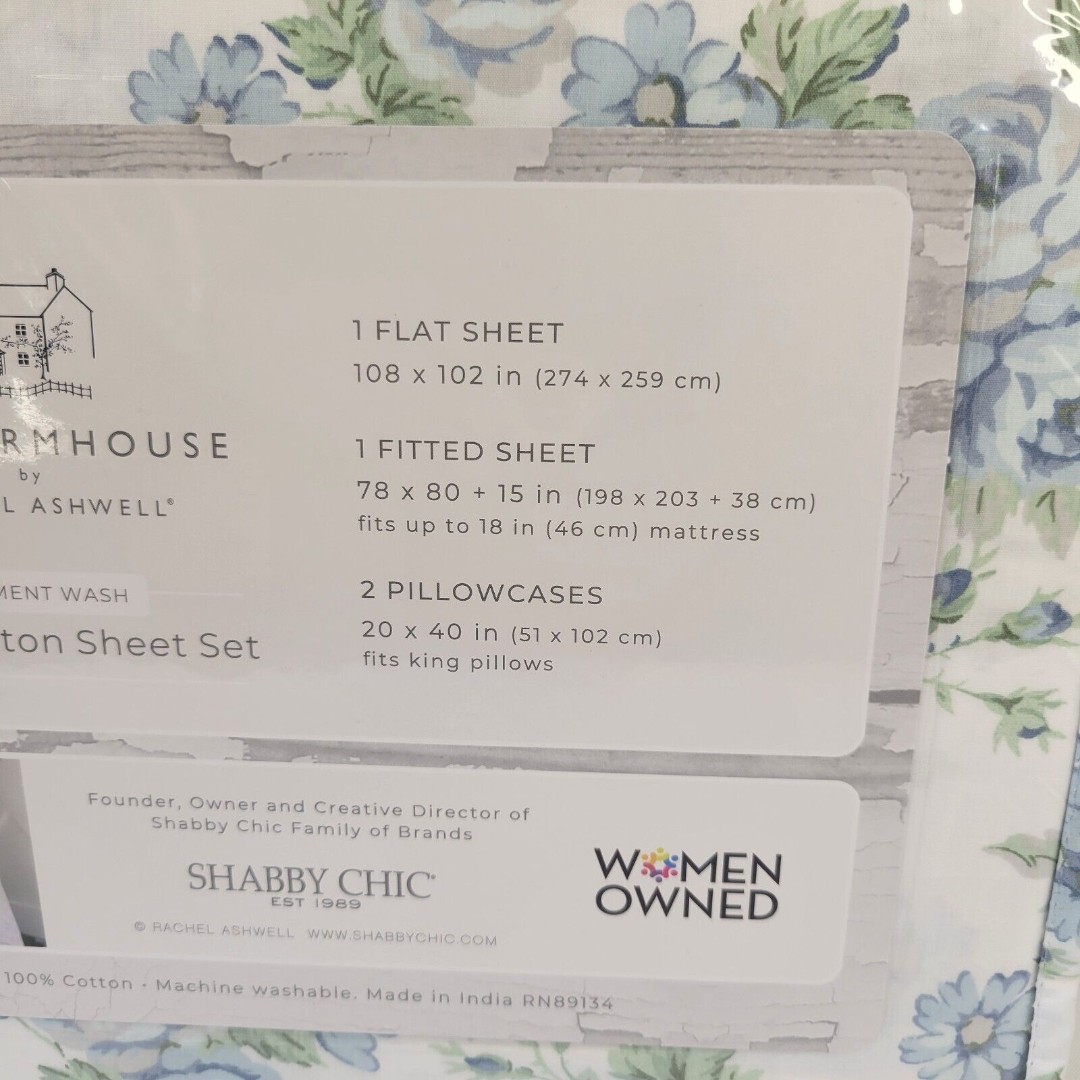 RMHOUSE
by
L ASHWELL®
MENT WASH
ton Sheet Set
1 FLAT SHEET
108 x 102 in (274 x 259 cm)
1 FITTED SHEET
78 x 80 + 15 in (198 x 203 + 38 cm)
fits up to 18 in (46 cm) mattress
2 PILLOWCASES
20 x 40 in (51 x 102 cm)
fits king pillows
Founder, Owner and Creative Director of
Shabby Chic Family of Brands
SHABBY CHIC®
EST 1989
© RACHEL ASHWELL WWW.SHABBYCHIC.COM
WOMEN
OWNED
100% Cotton • Machine washable. Made in India RN89134